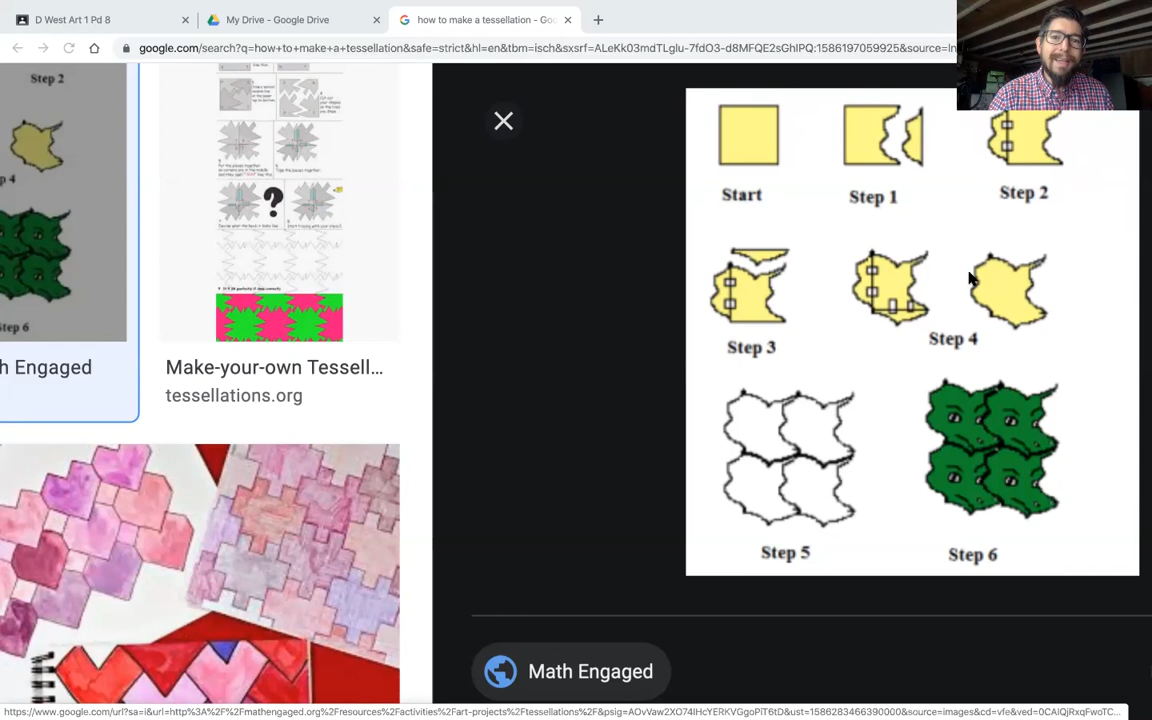 D West Art 1 Pd 8
My Drive - Google Drive
how to make a tessellation - Goo
google.com/search?q=how+to+make+a+tessellation&safe=strict&hl=en&tbm=isch&sxsrf=ALeKk03mdTLglu-7fdO3-d8MFQE2sGhIPQ:1586197059925&source=ln
Step 2
p 4
Step 6
h Engaged
?
Make-your-own Tessell...
tessellations.org
Start
Step 1
Step 2
Step 3
Step 4
Step 5
Step 6
Math Engaged